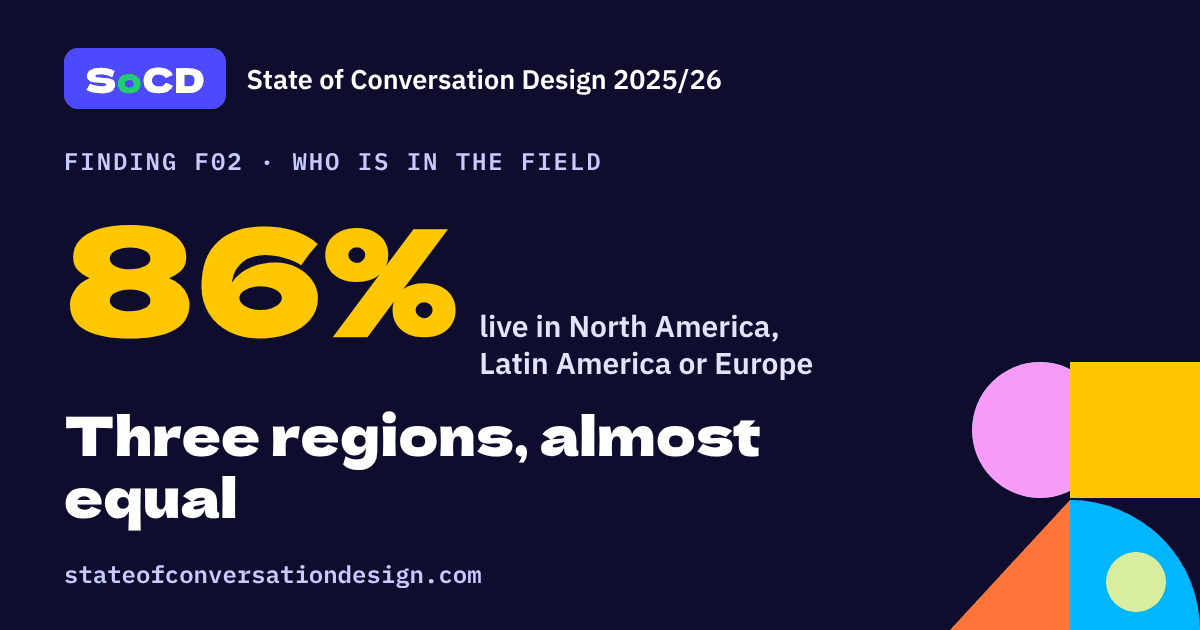 SoCD
State of Conversation Design 2025/26
FINDING F02 · WHO IS IN THE FIELD
86%
live in North America,
Latin America or Europe
Three regions, almost
equal
stateofconversationdesign.com